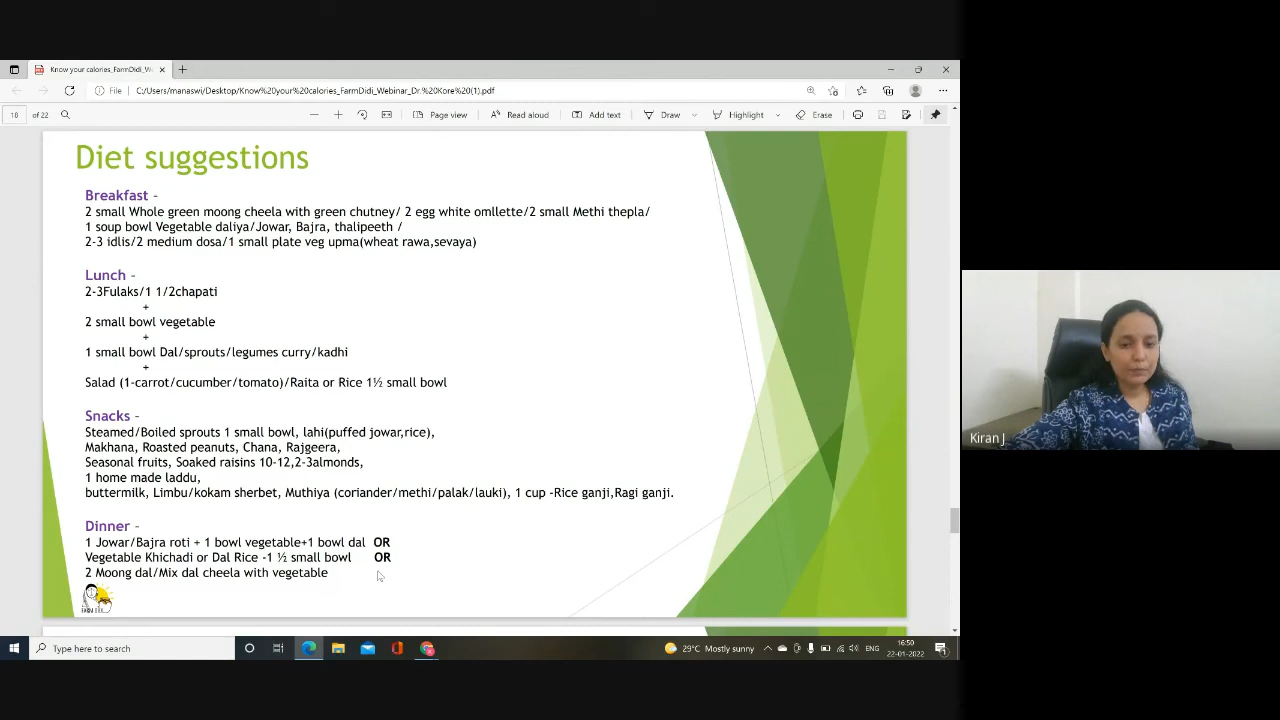 Know your calories_FarmDidi_We
File
C:/Users/manaswi/Desktop/Know%20your%20calories_FarmDidi_Webinar_Dr.%20Kore%20(1).pdf
18 of 22
Page view
Read aloud
Add text
Draw
Highlight
Erase
Diet suggestions
Breakfast -
2 small Whole green moong cheela with green chutney/ 2 egg white omllette/2 small Methi thepla/
1 soup bowl Vegetable daliya/Jowar, Bajra, thalipeeth /
2-3 idlis/2 medium dosa/1 small plate veg upma(wheat rawa,sevaya)
Lunch -
2-3Fulaks/1 1/2chapati
+
2 small bowl vegetable
+
1 small bowl Dal/sprouts/legumes curry/kadhi
+
Salad (1-carrot/cucumber/tomato)/Raita or Rice 1½ small bowl
Snacks -
Steamed/Boiled sprouts 1 small bowl, lahi(puffed jowar,rice),
Makhana, Roasted peanuts, Chana, Rajgeera,
Seasonal fruits, Soaked raisins 10-12,2-3almonds,
1 home made laddu,
buttermilk, Limbu/kokam sherbet, Muthiya (coriander/methi/palak/lauki), 1 cup -Rice ganji,Ragi ganji.
Dinner -
1 Jowar/Bajra roti + 1 bowl vegetable+1 bowl dal OR
Vegetable Khichadi or Dal Rice -1 ½ small bowl OR
2 Moong dal/Mix dal cheela with vegetable
Kiran J
Type here to search
29°C Mostly sunny
ENG
16:50
22-01-2022